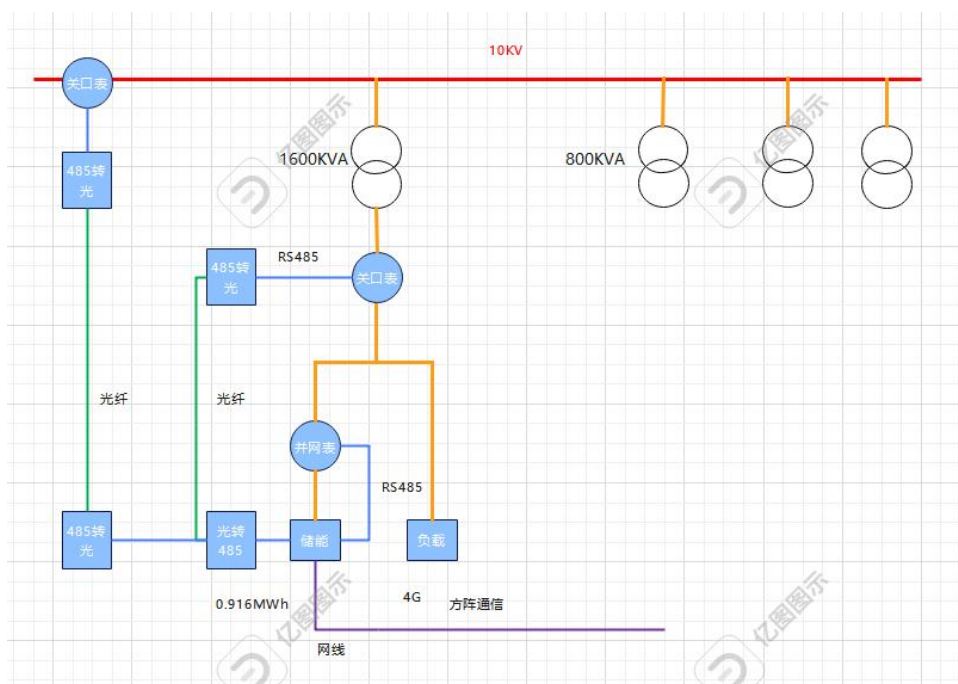 10KV
关口表
亿图图示
亿图图示
1600KVA
800KVA
485转
光
485转
光
RS485
关口表
光纤
光纤
并网表
RS485
485转
光
光转
485
储能
负载
0.916MWh
4G
方阵通信
亿图图示
亿图图示
网线